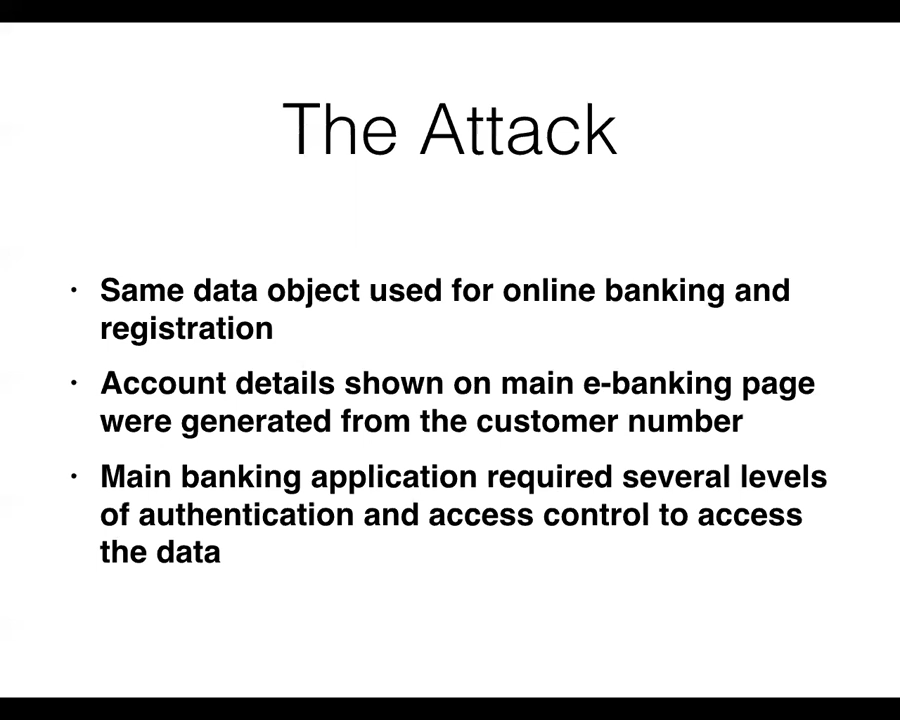 The Attack
• Same data object used for online banking and
registration
• Account details shown on main e-banking page
were generated from the customer number
• Main banking application required several levels
of authentication and access control to access
the data